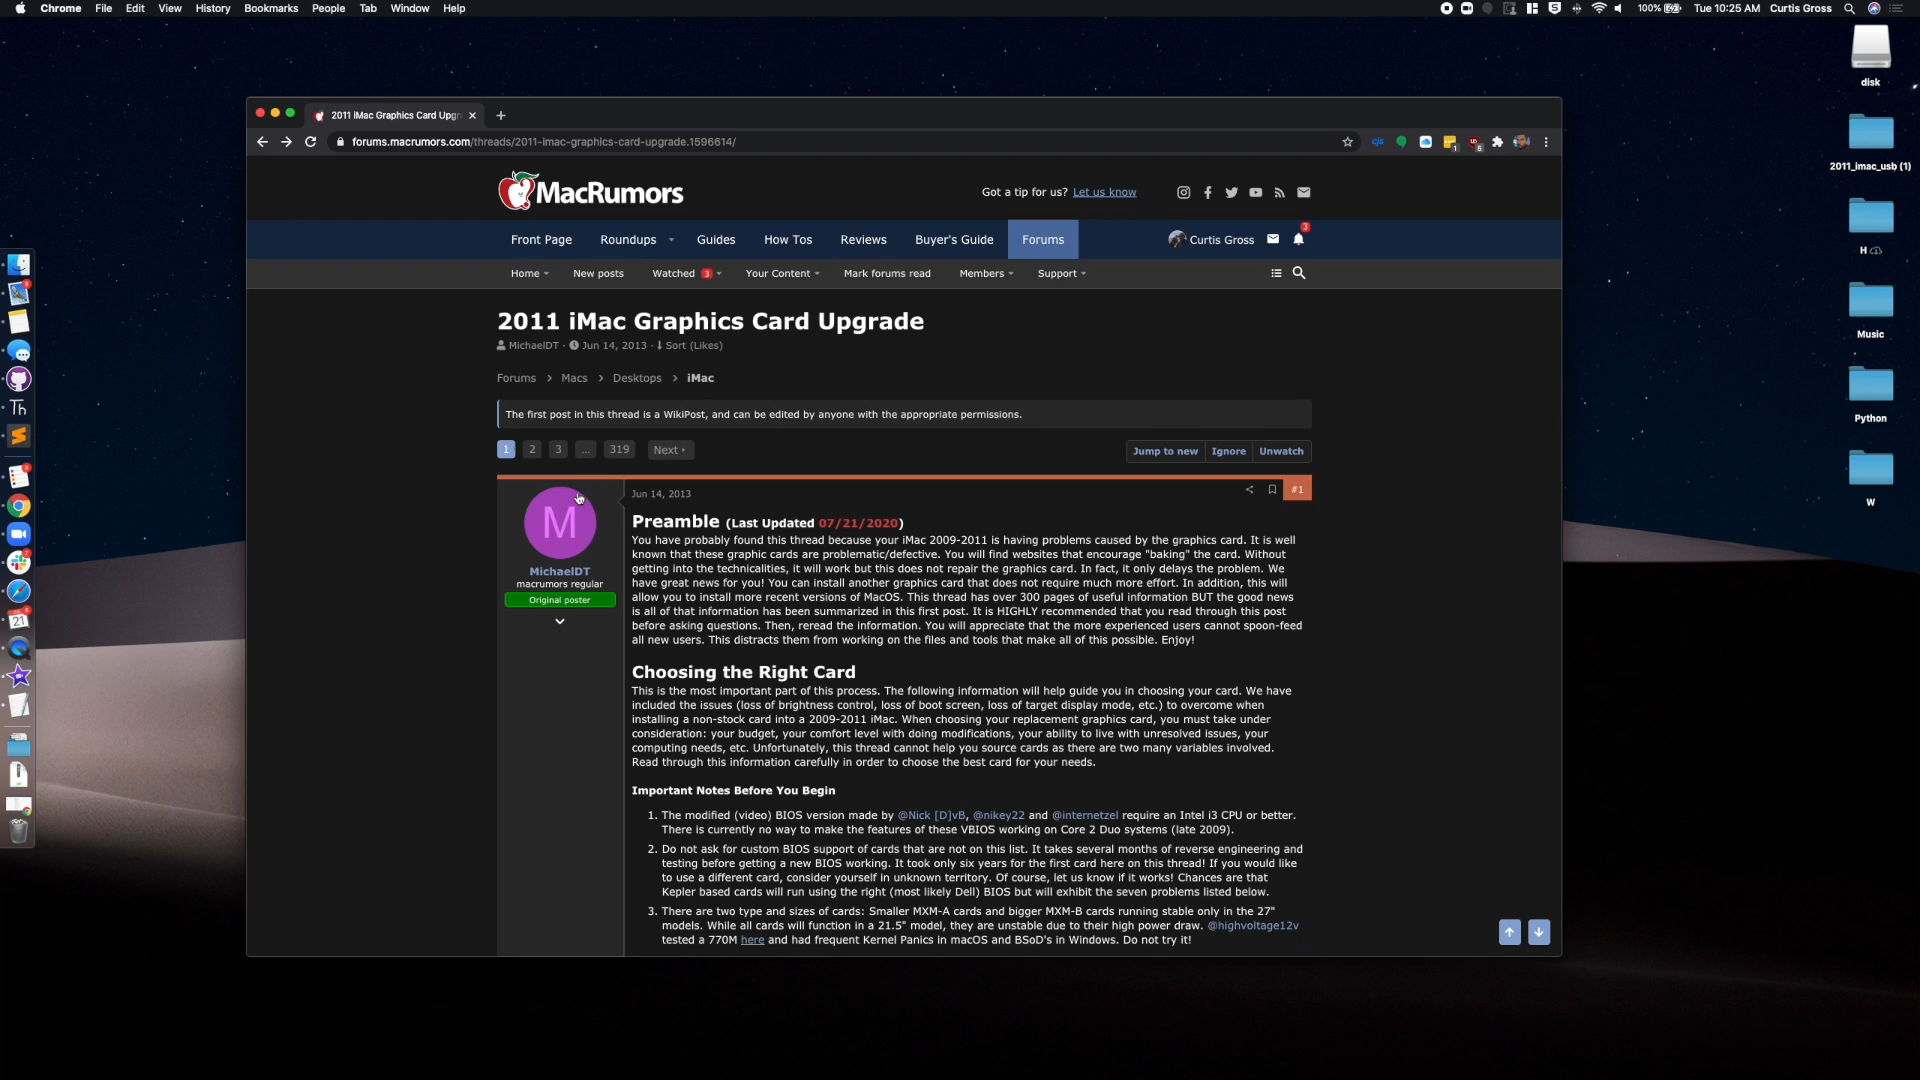 Chrome File Edit View History Bookmarks People Tab Window Help
100% Tue 10:25 AM Curtis Gross
disk
2011_imac_usb (1)
H
Music
Python
W
2011 iMac Graphics Card Upgr
forums.macrumors.com/threads/2011-imac-graphics-card-upgrade.1596614/
MacRumors
Got a tip for us? Let us know
Front Page Roundups Guides How Tos Reviews Buyer's Guide Forums Curtis Gross 3
Home New posts Watched 3 Your Content Mark forums read Members Support
2011 iMac Graphics Card Upgrade
MichaelDT · Jun 14, 2013 · Sort (Likes)
Forums > Macs > Desktops > iMac
The first post in this thread is a WikiPost, and can be edited by anyone with the appropriate permissions.
1 2 3 ... 319 Next
Jump to new Ignore Unwatch
Jun 14, 2013
#1
M
MichaelDT
macrumors regular
Original poster
Preamble (Last Updated 07/21/2020)
You have probably found this thread because your iMac 2009-2011 is having problems caused by the graphics card. It is well
known that these graphic cards are problematic/defective. You will find websites that encourage "baking" the card. Without
getting into the technicalities, it will work but this does not repair the graphics card. In fact, it only delays the problem. We
have great news for you! You can install another graphics card that does not require much more effort. In addition, this will
allow you to install more recent versions of MacOS. This thread has over 300 pages of useful information BUT the good news
is all of that information has been summarized in this first post. It is HIGHLY recommended that you read through this post
before asking questions. Then, reread the information. You will appreciate that the more experienced users cannot spoon-feed
all new users. This distracts them from working on the files and tools that make all of this possible. Enjoy!
Choosing the Right Card
This is the most important part of this process. The following information will help guide you in choosing your card. We have
included the issues (loss of brightness control, loss of boot screen, loss of target display mode, etc.) to overcome when
installing a non-stock card into a 2009-2011 iMac. When choosing your replacement graphics card, you must take under
consideration: your budget, your comfort level with doing modifications, your ability to live with unresolved issues, your
computing needs, etc. Unfortunately, this thread cannot help you source cards as there are two many variables involved.
Read through this information carefully in order to choose the best card for your needs.
Important Notes Before You Begin
1. The modified (video) BIOS version made by @Nick [D]vB, @nikey22 and @internetzel require an Intel i3 CPU or better.
There is currently no way to make the features of these VBIOS working on Core 2 Duo systems (late 2009).
2. Do not ask for custom BIOS support of cards that are not on this list. It takes several months of reverse engineering and
testing before getting a new BIOS working. It took only six years for the first card here on this thread! If you would like
to use a different card, consider yourself in unknown territory. Of course, let us know if it works! Chances are that
Kepler based cards will run using the right (most likely Dell) BIOS but will exhibit the seven problems listed below.
3. There are two type and sizes of cards: Smaller MXM-A cards and bigger MXM-B cards running stable only in the 27"
models. While all cards will function in a 21.5" model, they are unstable due to their high power draw. @highvoltage12v
tested a 770M here and had frequent Kernel Panics in macOS and BSoD's in Windows. Do not try it!
Th
21